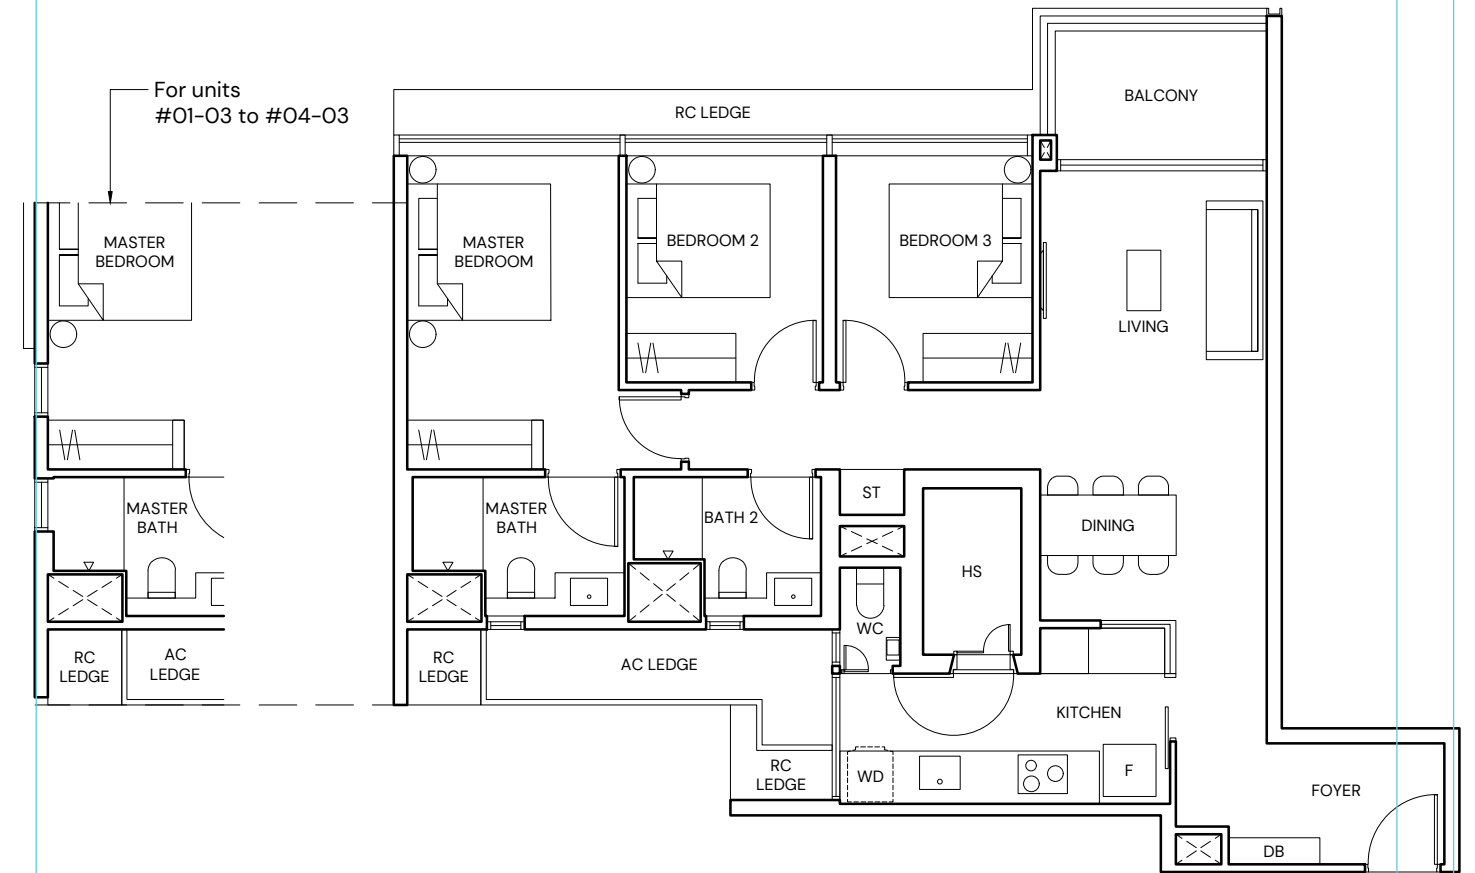 For units
#01-03 to #04-03
BALCONY
RC LEDGE
MASTER
BEDROOM
MASTER
BEDROOM
BEDROOM 2
BEDROOM 3
LIVING
MASTER
BATH
MASTER
BATH
BATH 2
ST
DINING
HS
WC
RC
LEDGE
AC
LEDGE
RC
LEDGE
AC LEDGE
KITCHEN
RC
LEDGE
WD
F
FOYER
DB